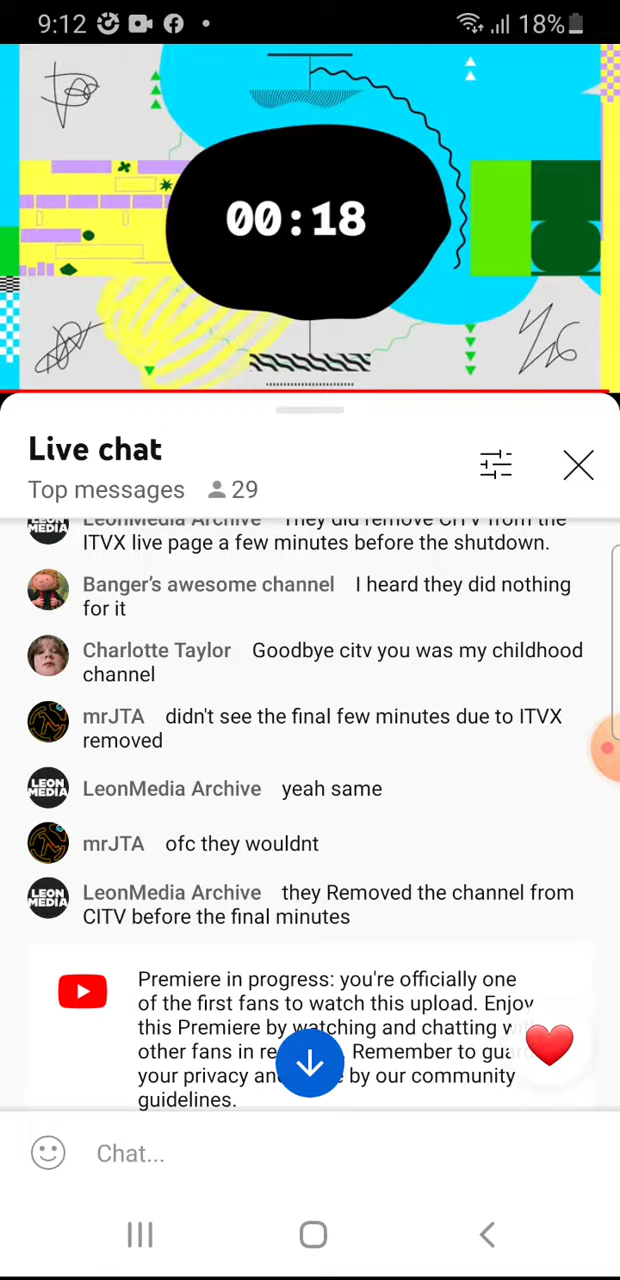 9:12
18%
00:18
Live chat
Top messages 29
LeonMedia Archive They did remove CITV from the
ITVX live page a few minutes before the shutdown.
Banger's awesome channel I heard they did nothing
for it
Charlotte Taylor Goodbye citv you was my childhood
channel
mrJTA didn't see the final few minutes due to ITVX
removed
LEON
MEDIA
LeonMedia Archive yeah same
mrJTA ofc they wouldnt
LEON
MEDIA
LeonMedia Archive they Removed the channel from
CITV before the final minutes
Premiere in progress: you're officially one
of the first fans to watch this upload. Enjoy
this Premiere by watching and chatting
other fans in Remember to
your privacy by our community
guidelines.
Chat...